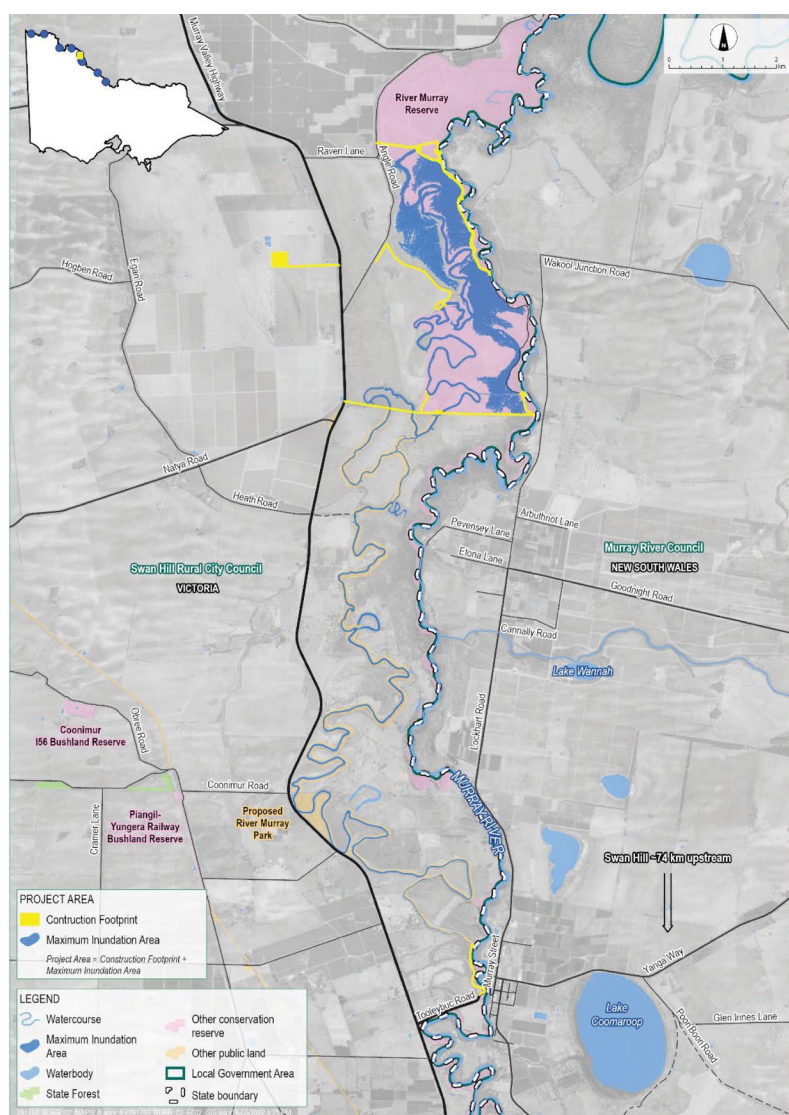 Murray Valley Highway
N
0 1 2
km
River Murray
Reserve
Raven Lane
Angle Road
Egan Road
Hogben Road
Wakool Junction Road
Natya Road
Heath Road
Arbuthnot Lane
Pevensey Lane
Etona Lane
Murray River Council
NEW SOUTH WALES
Goodnight Road
Swan Hill Rural City Council
VICTORIA
Cannally Road
Lake Wannah
Lockhart Road
Coonimur
I56 Bushland Reserve
Obree Road
Coonimur Road
Cramer Lane
Piangil-
Yungera Railway
Bushland Reserve
Proposed
River Murray
Park
MURRAY RIVER
Swan Hill ~74 km upstream
Yanga Way
Murray Street
Tooleybuc Road
Lake
Coomaroop
Poon Boon Road
Glen Innes Lane
PROJECT AREA
Contruction Footprint
Maximum Inundation Area
Project Area = Construction Footprint +
Maximum Inundation Area
LEGEND
Watercourse
Maximum Inundation
Area
Waterbody
State Forest
Other conservation
reserve
Other public land
Local Government Area
State boundary